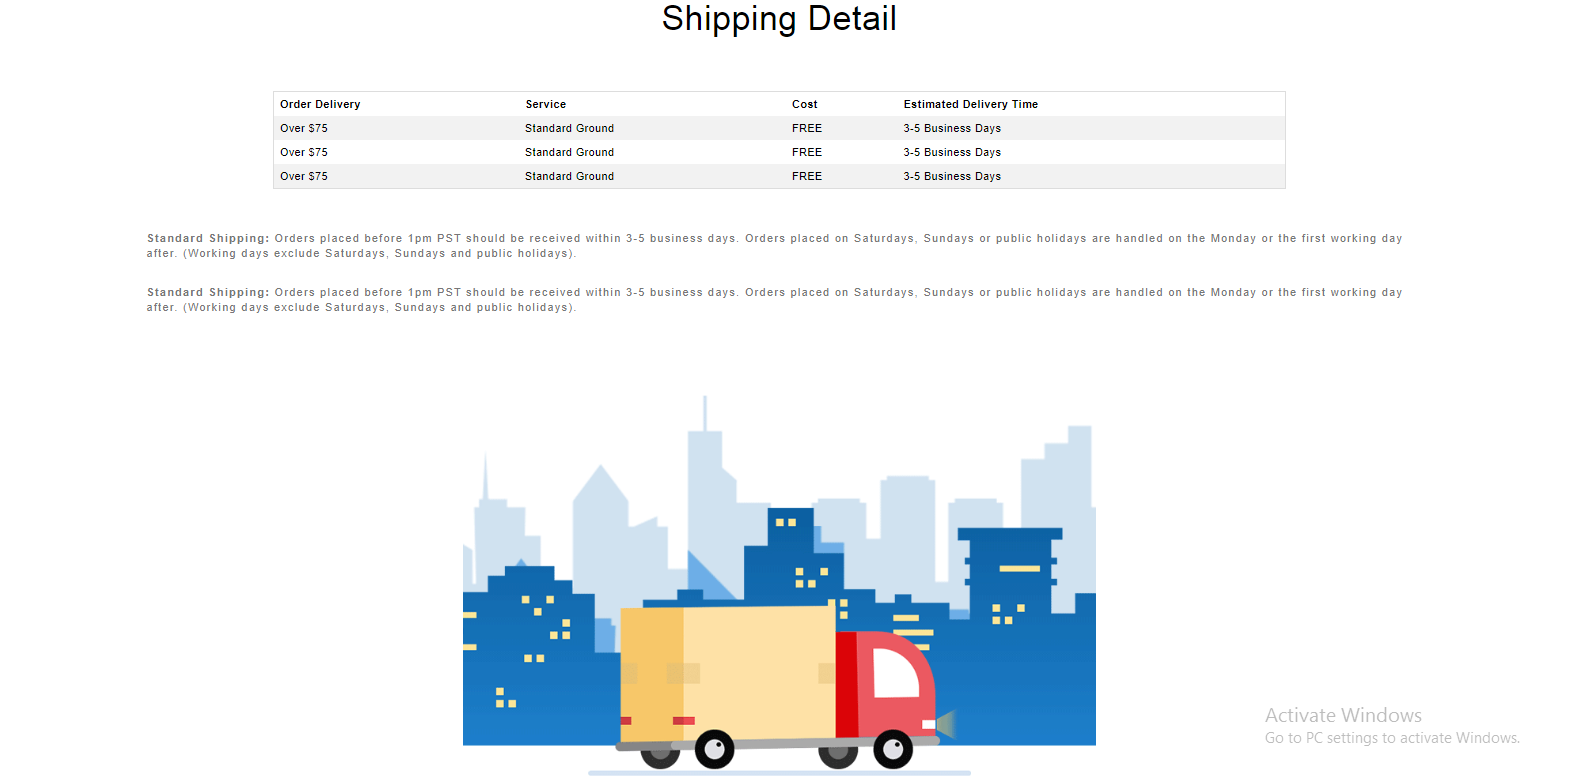 Shipping Detail
Order Delivery Service Cost Estimated Delivery Time
Over $75 Standard Ground FREE 3-5 Business Days
Over $75 Standard Ground FREE 3-5 Business Days
Over $75 Standard Ground FREE 3-5 Business Days
Standard Shipping: Orders placed before 1pm PST should be received within 3-5 business days. Orders placed on Saturdays, Sundays or public holidays are handled on the Monday or the first working day
after. (Working days exclude Saturdays, Sundays and public holidays).
Standard Shipping: Orders placed before 1pm PST should be received within 3-5 business days. Orders placed on Saturdays, Sundays or public holidays are handled on the Monday or the first working day
after. (Working days exclude Saturdays, Sundays and public holidays).
Activate Windows
Go to PC settings to activate Windows.